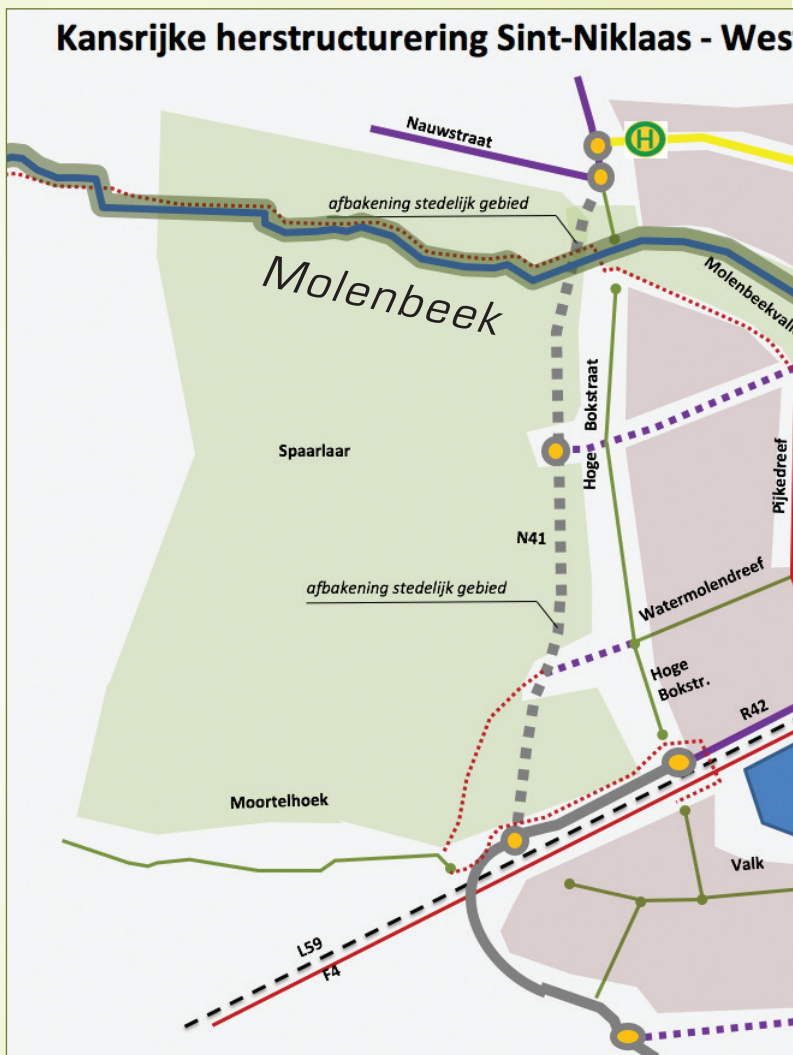 Kansrijke herstructurering Sint-Niklaas - Wes
Nauwstraat
H
afbakening stedelijk gebied
Molenbeek
Molenbeekvall
Hoge Bokstraat
Spaarlaar
Pijkedreef
N41
afbakening stedelijk gebied
Watermolendreef
Hoge
Bokstr.
R42
Moortelhoek
Valk
L59
F4